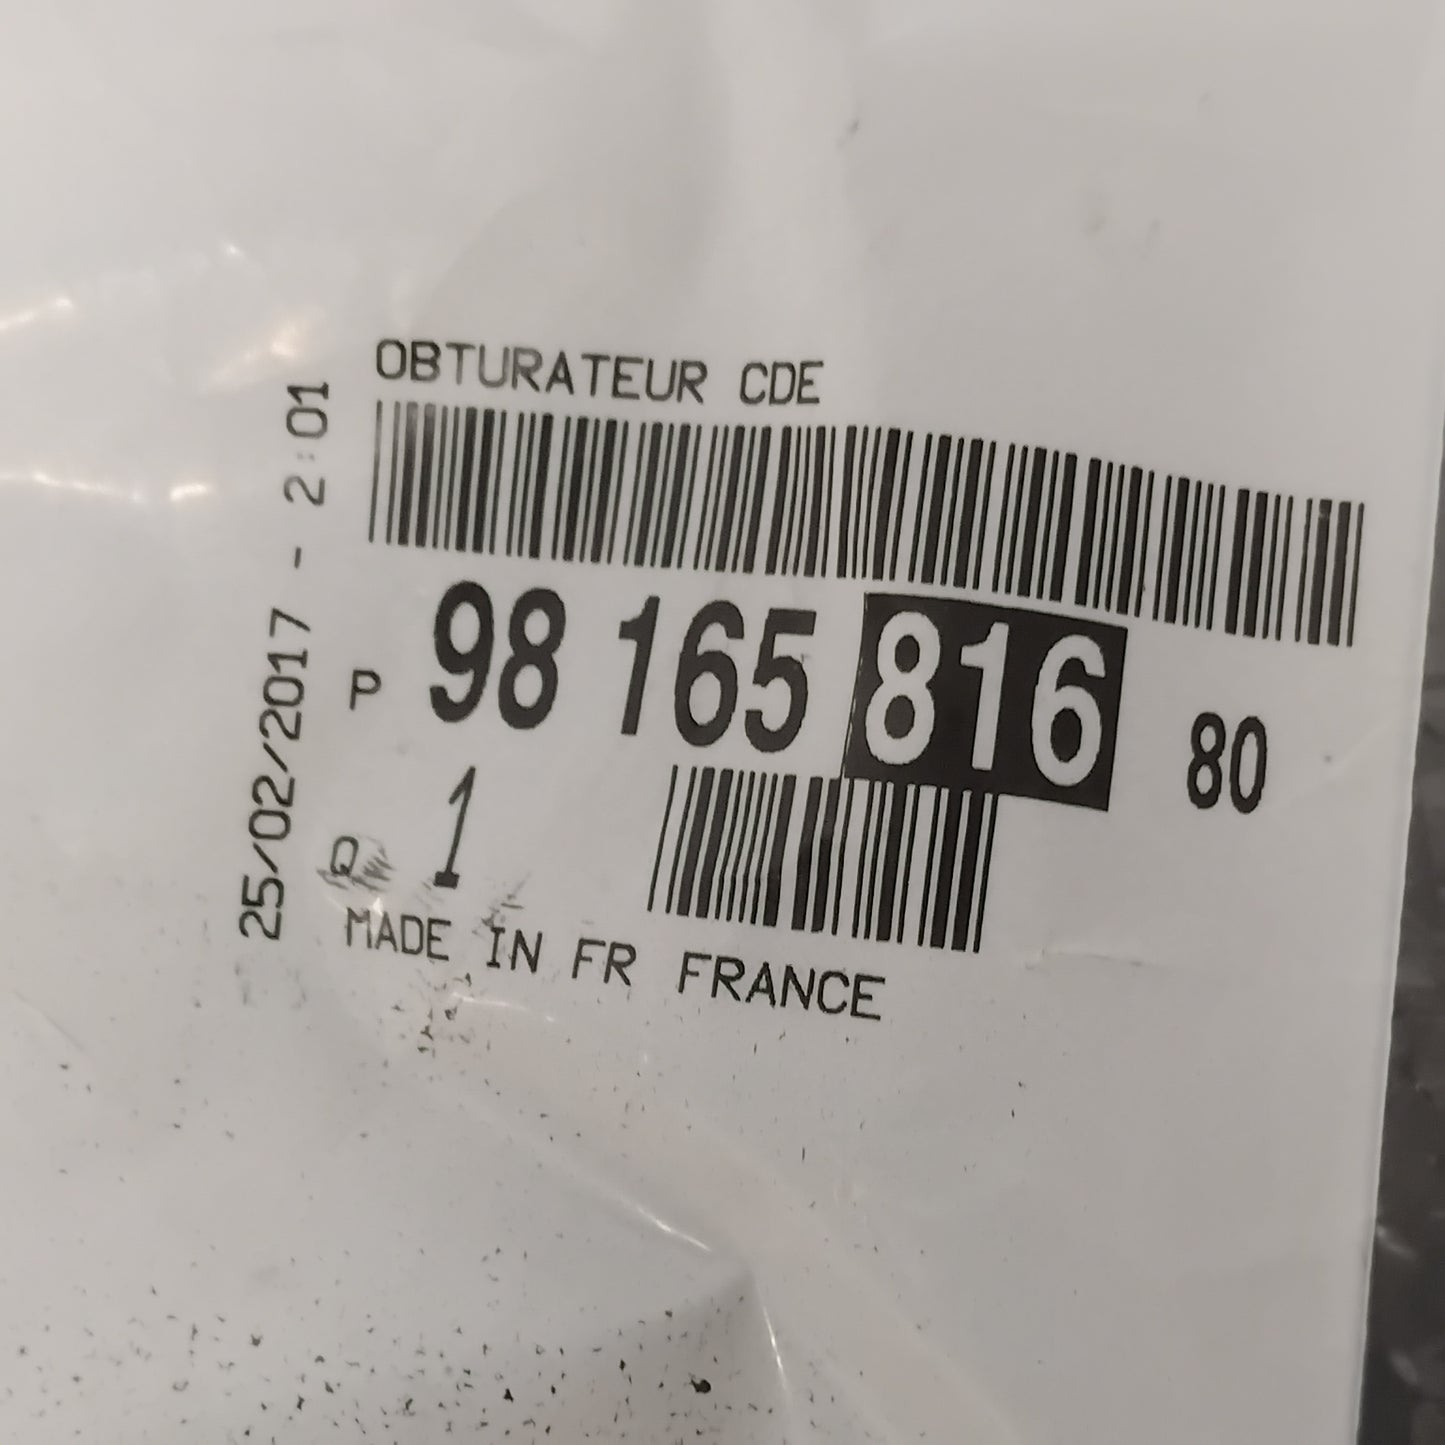 OBTURATEUR CDE
P 98 165 816 80
Q 1
MADE IN FR FRANCE
25/02/2017 - 2:01